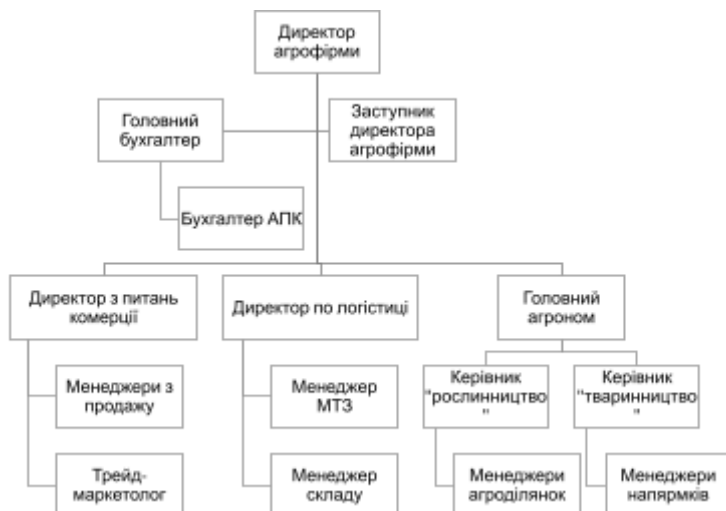 Директор
агрофірми
Головний
бухгалтер
Заступник
директора
агрофірми
Бухгалтер АПК
Директор з питань
комерції
Директор по логістиці
Головний
агроном
Менеджери з
продажу
Менеджер
МТЗ
Керівник
"рослинництво
"
Керівник
"тваринництво
"
Трейд-
маркетолог
Менеджер
складу
Менеджери
агроділянок
Менеджери
напярмків